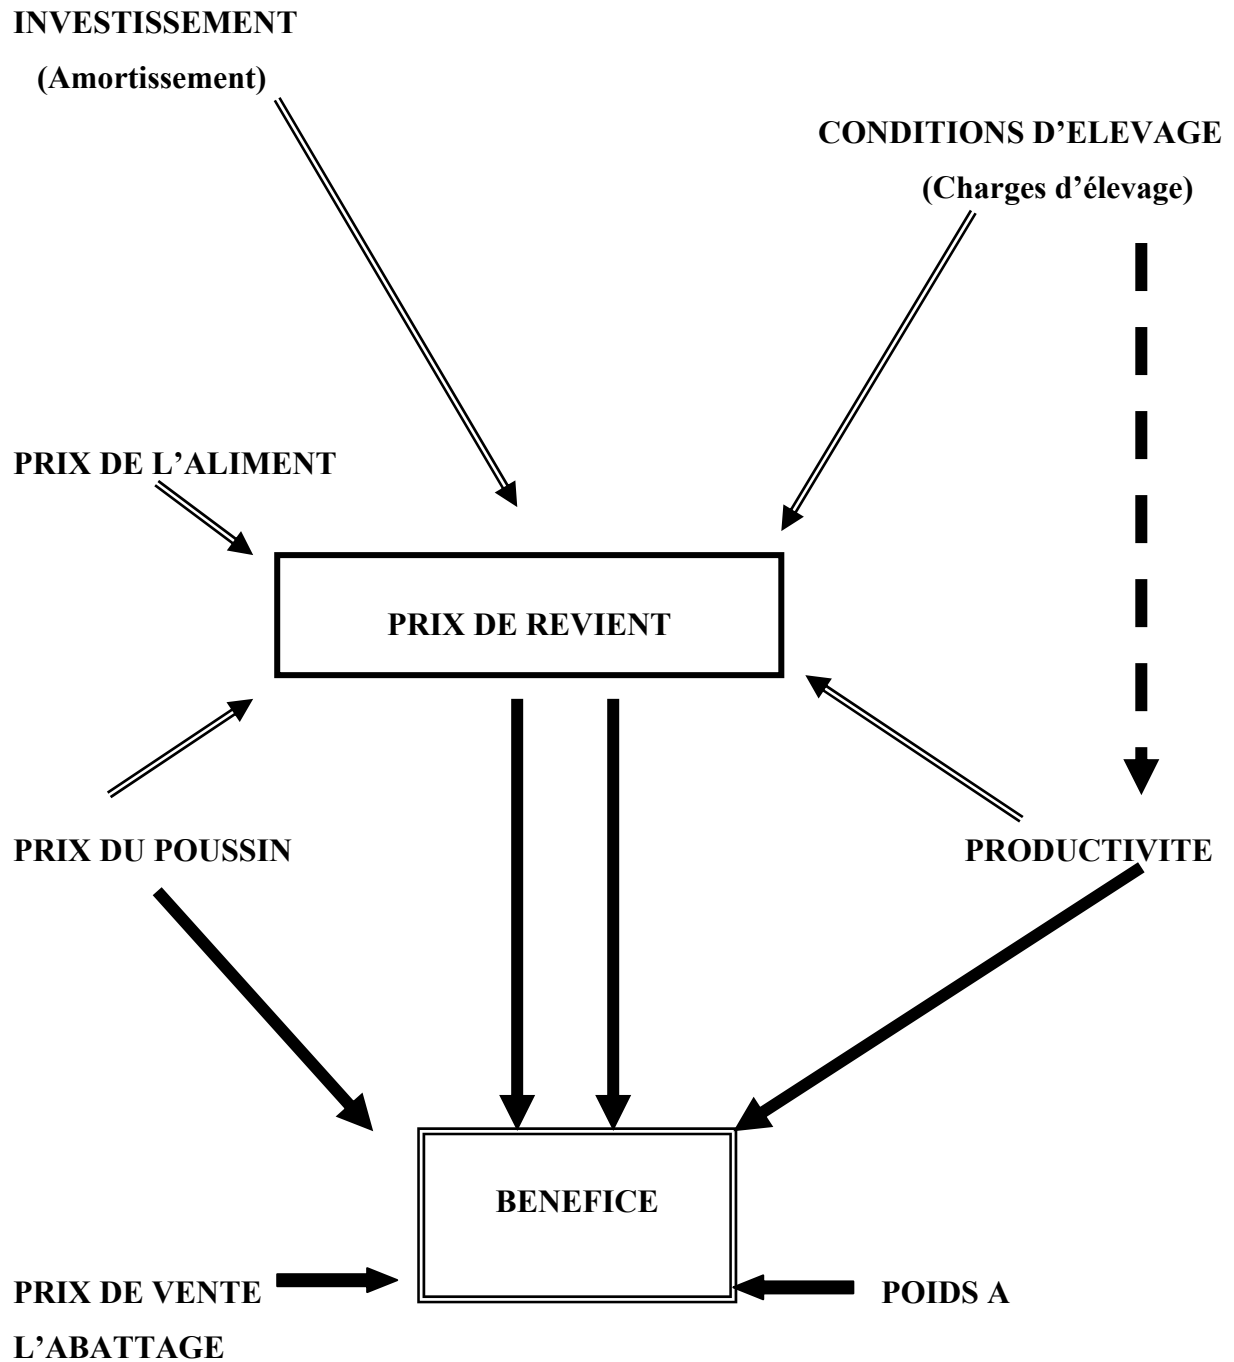 INVESTISSEMENT
(Amortissement)
CONDITIONS D’ELEVAGE
(Charges d’élevage)
PRIX DE L’ALIMENT
PRIX DE REVIENT
PRIX DU POUSSIN
PRODUCTIVITE
BENEFICE
PRIX DE VENTE
POIDS A
L’ABATTAGE